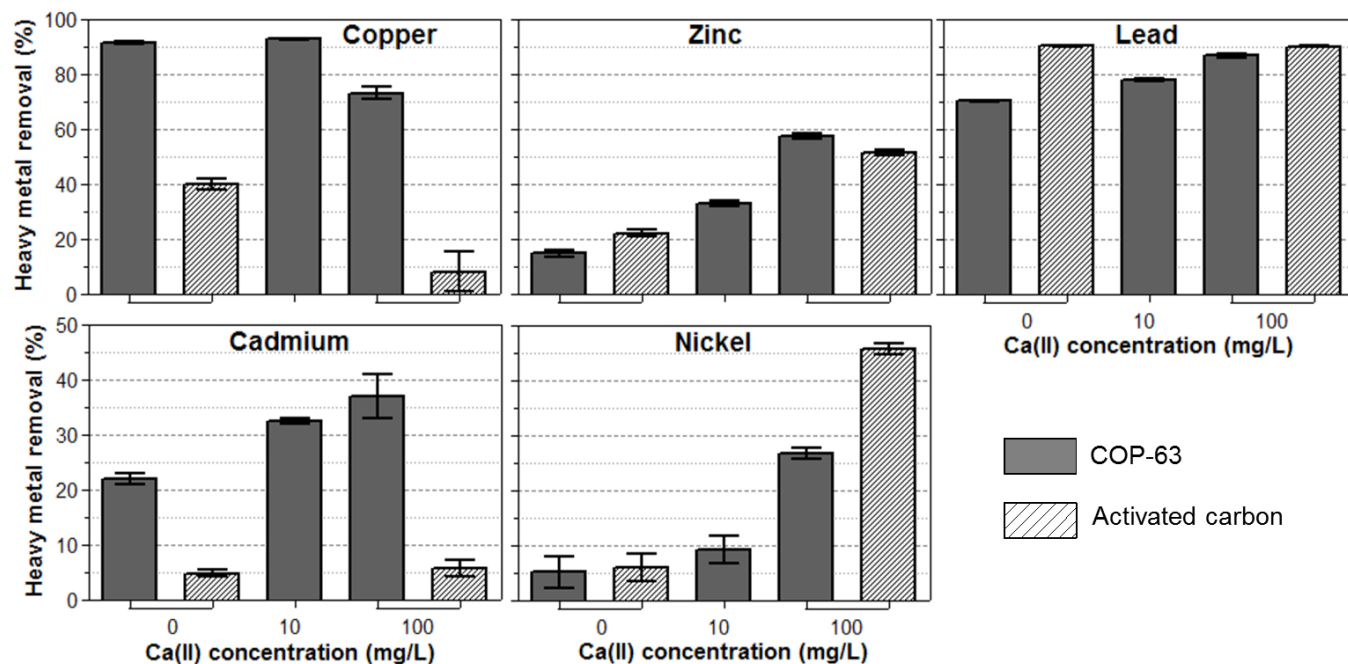 Heavy metal removal (%)
100
80
60
40
20
0
Copper
Zinc
Lead
0
10
100
Ca(II) concentration (mg/L)
Heavy metal removal (%)
50
40
30
20
10
0
Cadmium
0
10
100
Ca(II) concentration (mg/L)
Nickel
0
10
100
Ca(II) concentration (mg/L)
COP-63
Activated carbon